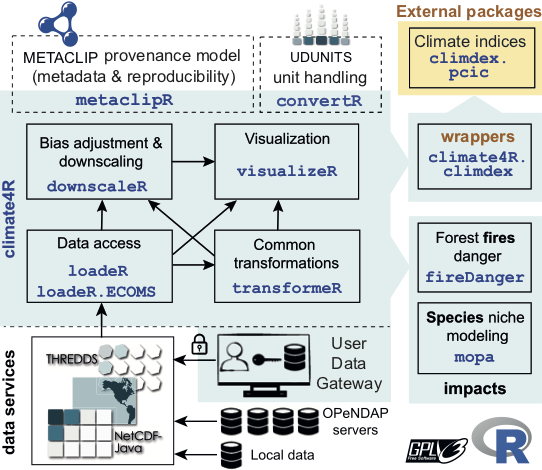 External packages
METACLIP provenance model
(metadata & reproducibility)
metaclipR
UDUNITS
unit handling
convertR
Climate indices
climdex.
pcic
climate4R
Bias adjustment &
downscaling
downscaleR
Visualization
visualizeR
wrappers
climate4R.
climdex
Data access
loadeR
loadeR.ECOMS
Common
transformations
transformeR
Forest fires
danger
fireDanger
Species niche
modeling
mopa
impacts
data services
THREDDS
NetCDF-
Java
User
Data
Gateway
OPeNDAP
servers
Local data
GPLv3
Free Software
R